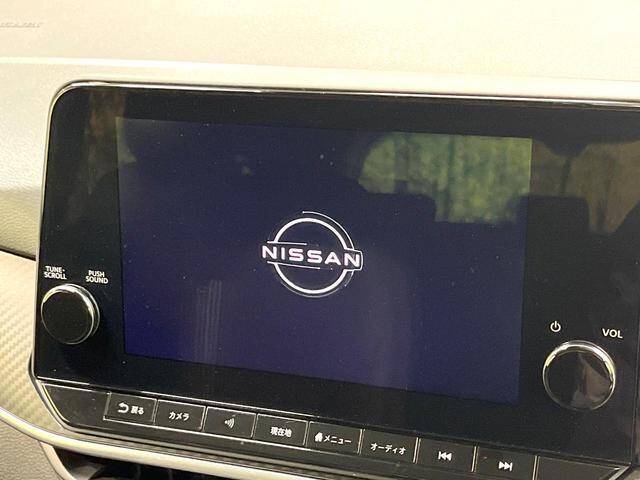 NISSAN
TUNE·
SCROLL
PUSH
SOUND
VOL
戻る
カメラ
現在地
メニュー
オーディオ